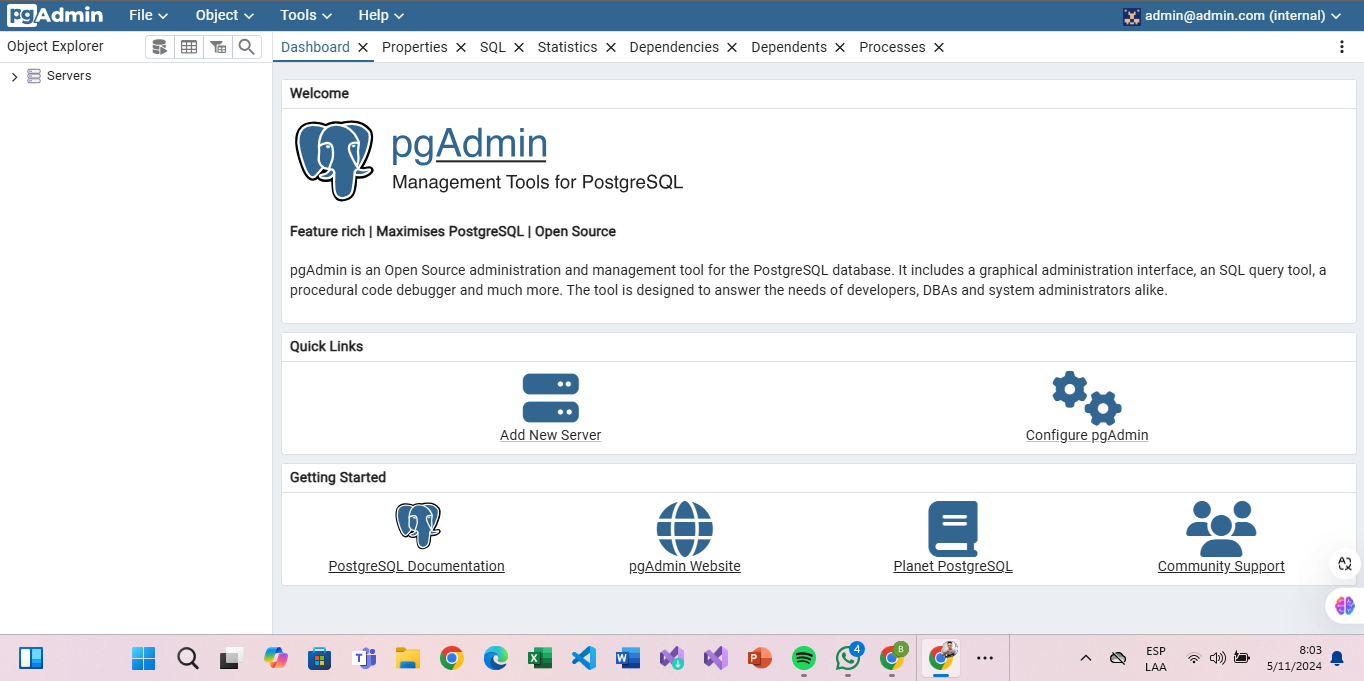 pgAdmin File Object Tools Help admin@admin.com (internal)
Object Explorer Dashboard Properties SQL Statistics Dependencies Dependents Processes
Servers
Welcome
pgAdmin
Management Tools for PostgreSQL
Feature rich | Maximises PostgreSQL | Open Source
pgAdmin is an Open Source administration and management tool for the PostgreSQL database. It includes a graphical administration interface, an SQL query tool, a
procedural code debugger and much more. The tool is designed to answer the needs of developers, DBAs and system administrators alike.
Quick Links
Add New Server Configure pgAdmin
Getting Started
PostgreSQL Documentation pgAdmin Website Planet PostgreSQL Community Support
4 B
ESP 8:03
LAA 5/11/2024